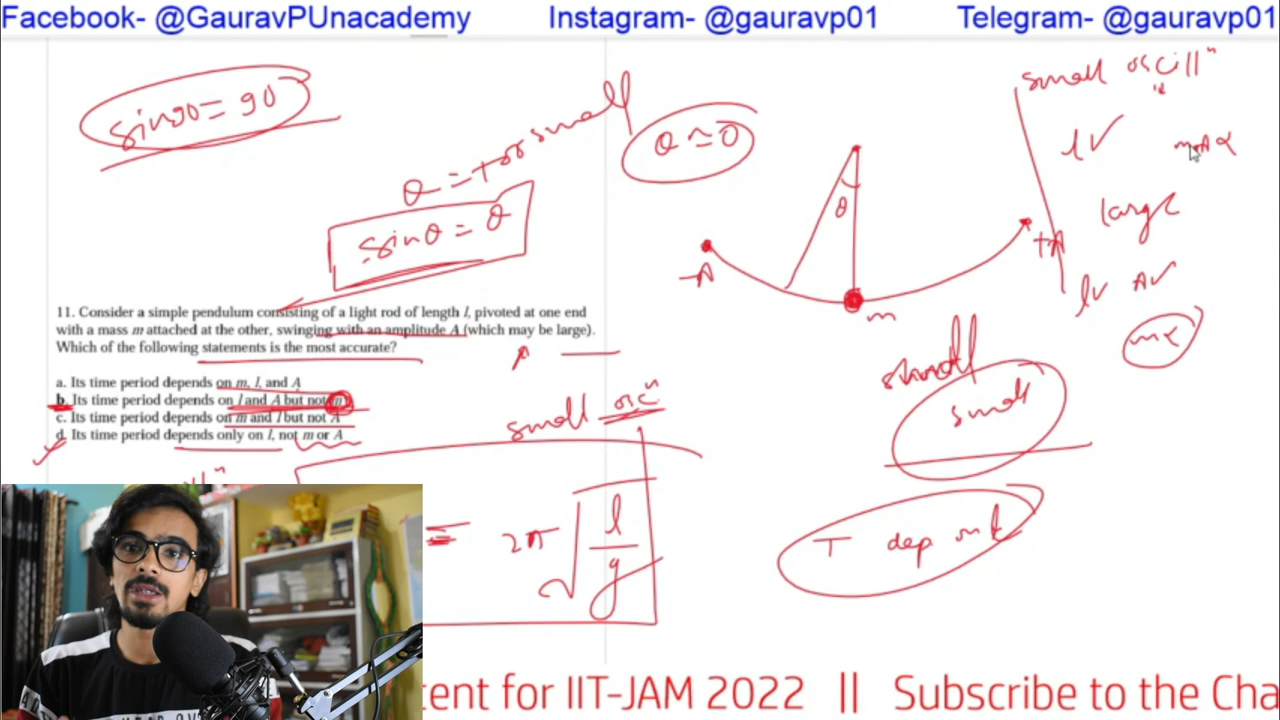 Facebook- @GauravPUnacademy Instagram- @gauravp01 Telegram- @gauravp01
sin90 = 90
θ = + or small
θ ≃ 0
sinθ = θ
small oscillⁿ
l ✓
large
l✓ A✓
θ
-A
+A
m
11. Consider a simple pendulum consisting of a light rod of length l, pivoted at one end
with a mass m attached at the other, swinging with an amplitude A (which may be large).
Which of the following statements is the most accurate?
a. Its time period depends on m, l, and A
b. Its time period depends on l and A but not m
c. Its time period depends on m and l but not A
d. Its time period depends only on l, not m or A
small oscⁿ
small
= 2π √ l/g
T dep
tent for IIT-JAM 2022 || Subscribe to the Cha